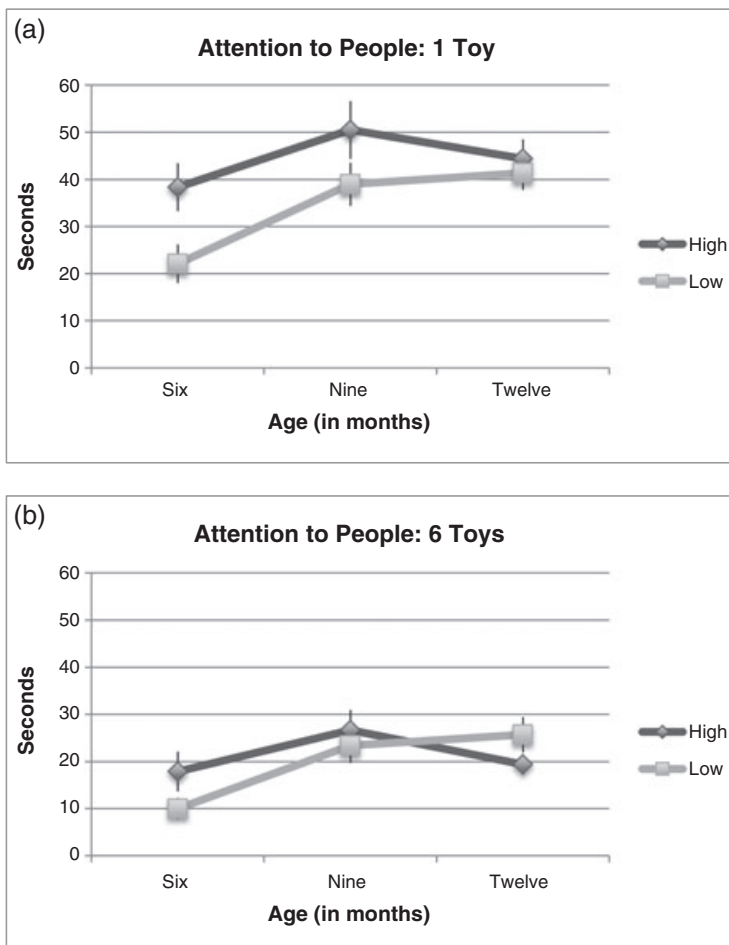 (a)
Attention to People: 1 Toy
60
50
40
30
20
10
0
Seconds
Six Nine Twelve
Age (in months)
High
Low
(b)
Attention to People: 6 Toys
60
50
40
30
20
10
0
Seconds
Six Nine Twelve
Age (in months)
High
Low